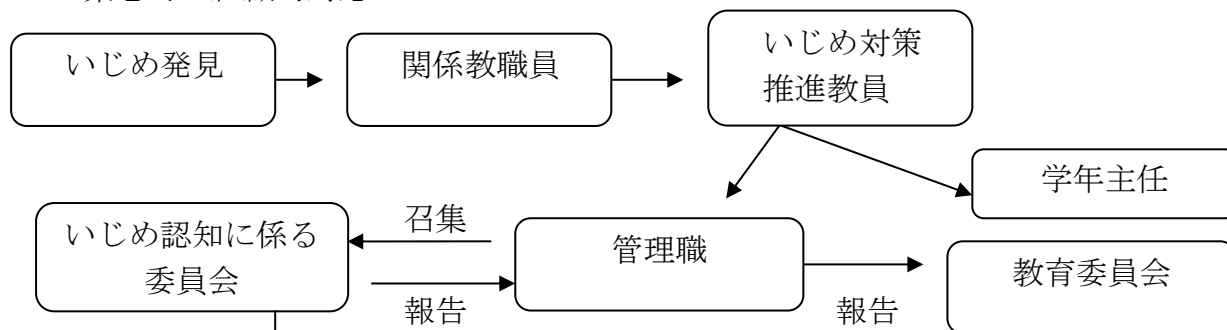 いじめ発見
関係教職員
いじめ対策
推進教員
学年主任
いじめ認知に係る
委員会
召集
報告
管理職
報告
教育委員会